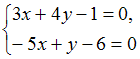 3x + 4y – 1 = 0,
– 5x + y – 6 = 0